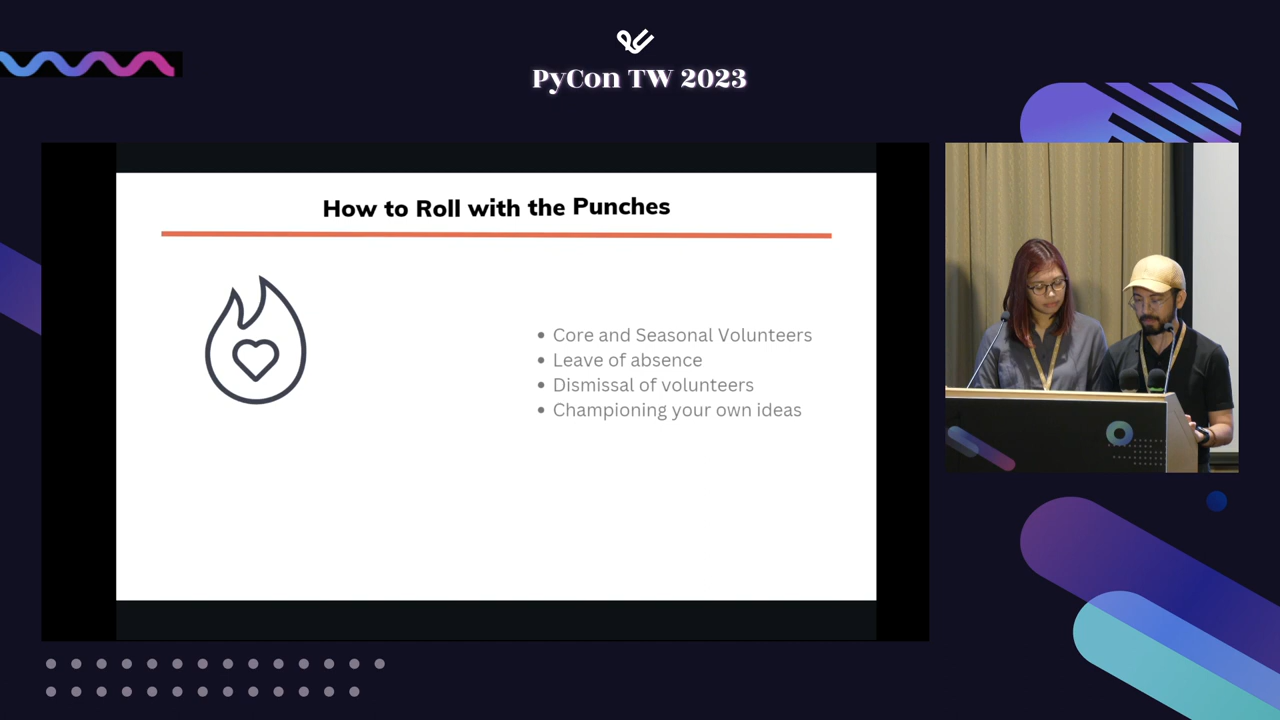 PyCon TW 2023
How to Roll with the Punches
• Core and Seasonal Volunteers
• Leave of absence
• Dismissal of volunteers
• Championing your own ideas